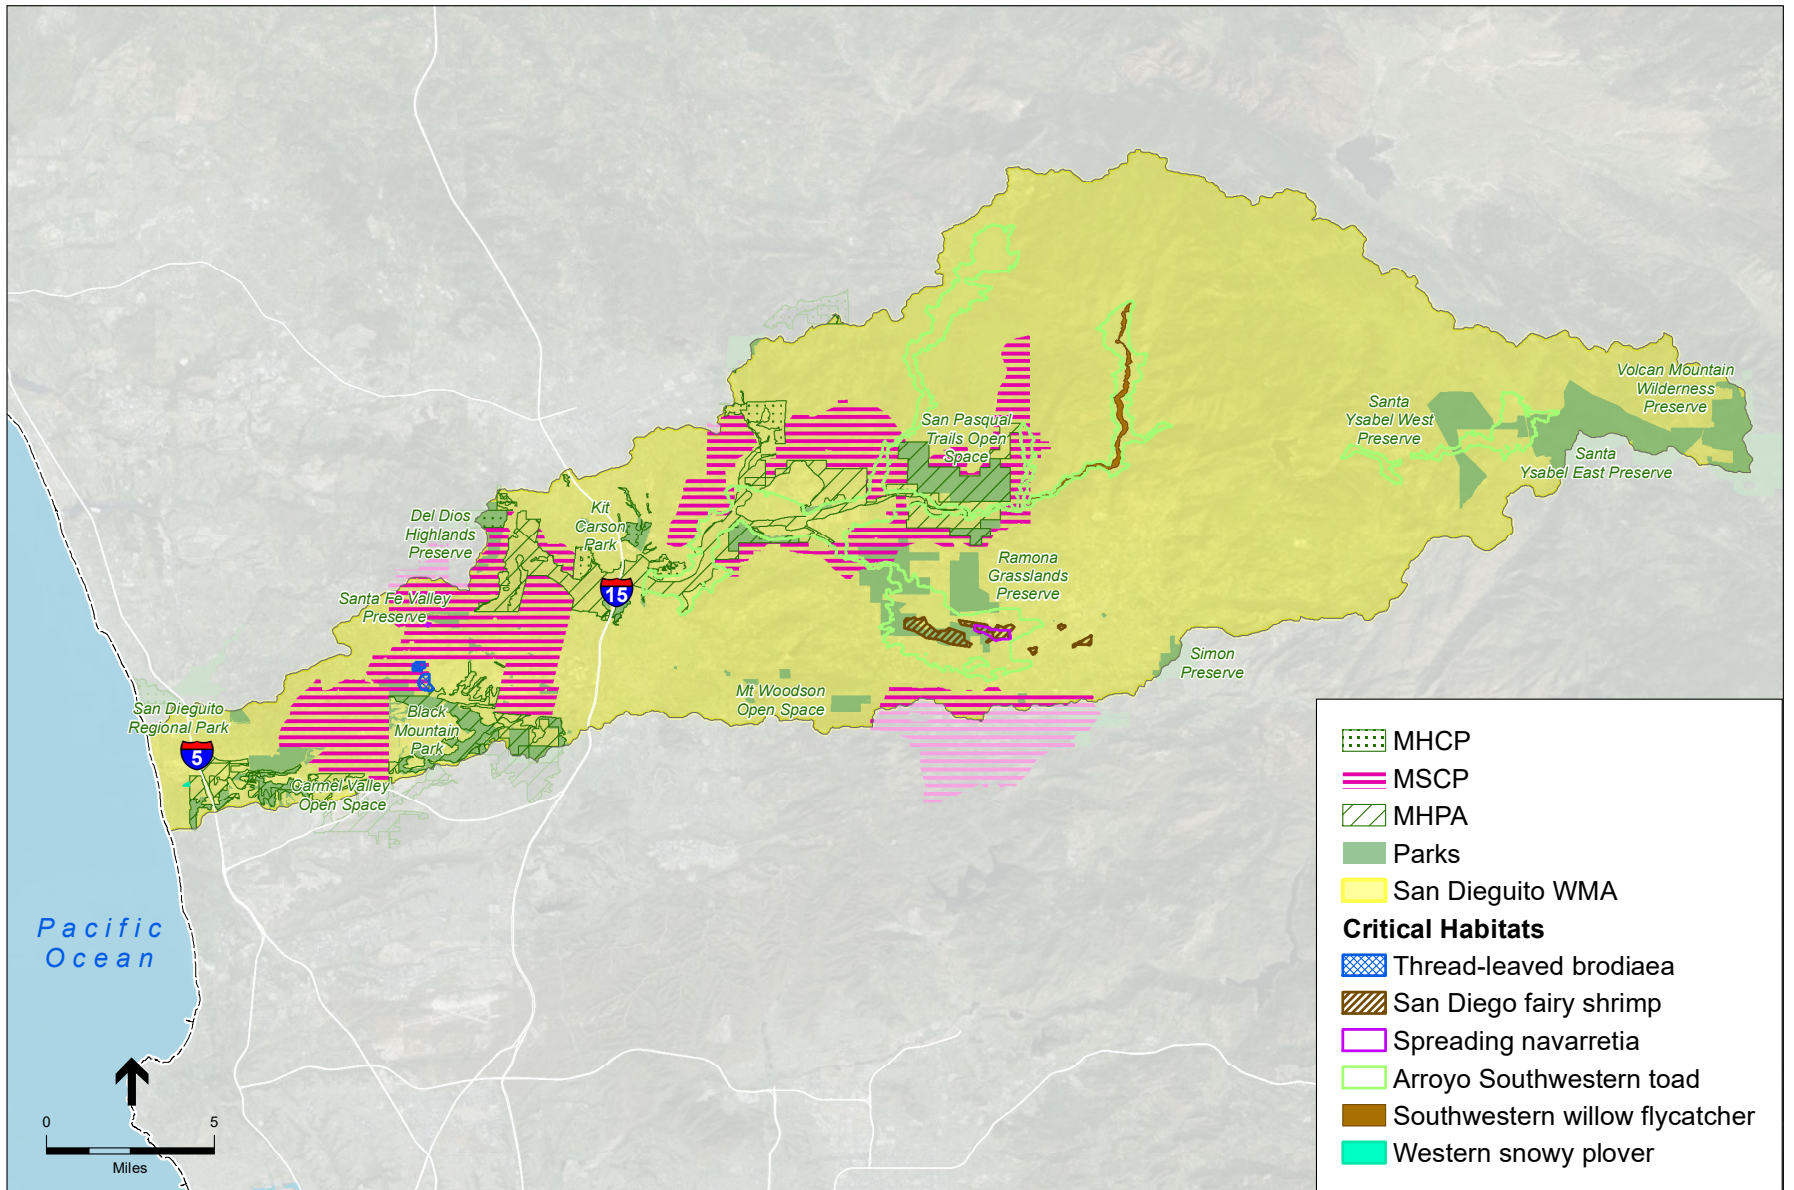 Volcan Mountain
Wilderness
Preserve
Santa
Ysabel West
Preserve
San Pasqual
Trails Open
Space
Santa
Ysabel East Preserve
Kit
Carson
Park
Del Dios
Highlands
Preserve
Ramona
Grasslands
Preserve
15
Santa Fe Valley
Preserve
Simon
Preserve
Mt Woodson
Open Space
San Dieguito
Regional Park
Black
Mountain
Park
5
Carmel Valley
Open Space
Pacific
Ocean
0 5
Miles
MHCP
MSCP
MHPA
Parks
San Dieguito WMA
Critical Habitats
Thread-leaved brodiaea
San Diego fairy shrimp
Spreading navarretia
Arroyo Southwestern toad
Southwestern willow flycatcher
Western snowy plover